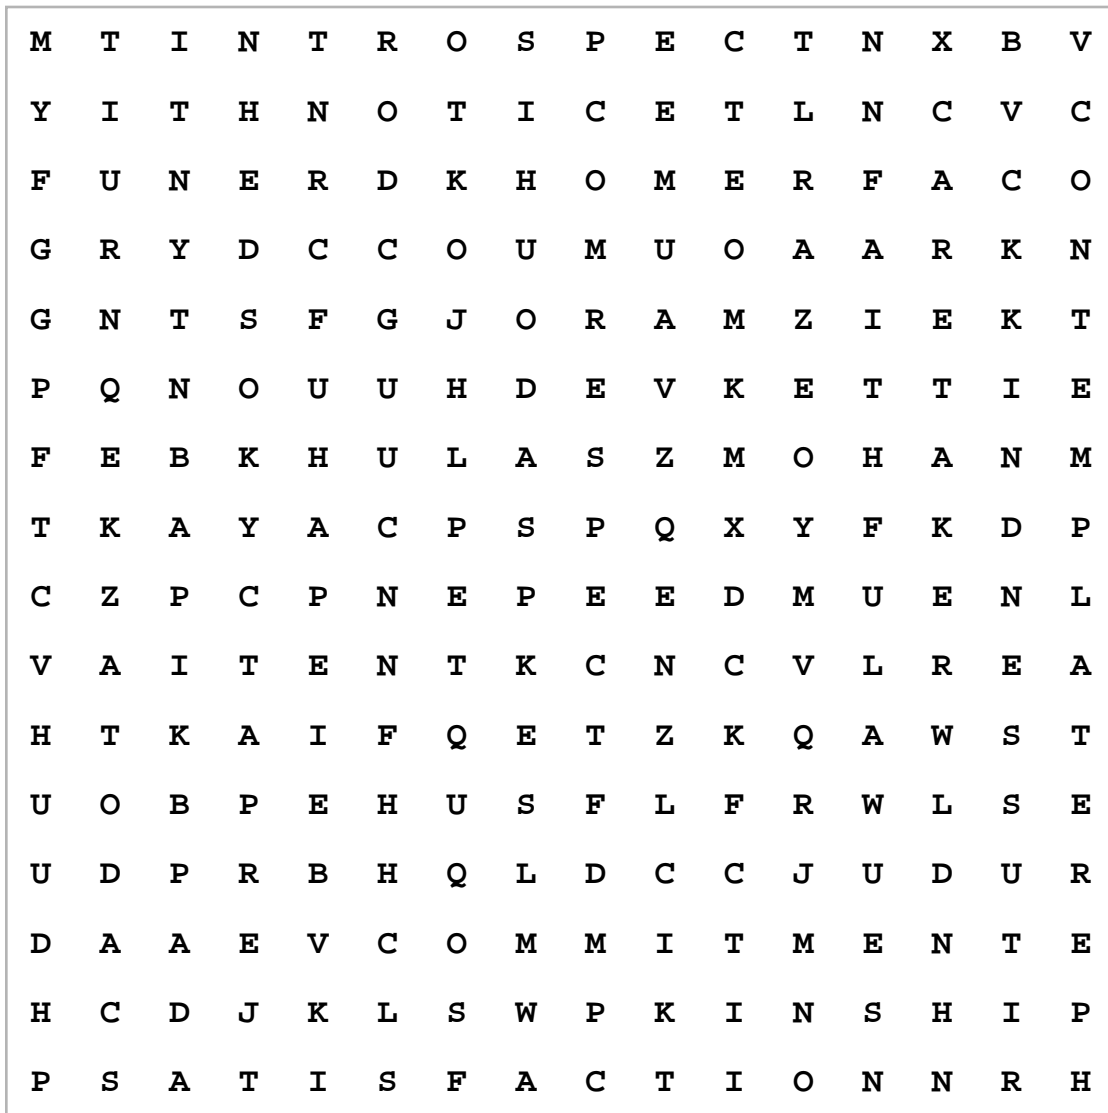 M T I N T R O S P E C T N X B V
Y I T H N O T I C E T L N C V C
F U N E R D K H O M E R F A C O
G R Y D C C O U M U O A A R K N
G N T S F G J O R A M Z I E K T
P Q N O U U H D E V K E T T I E
F E B K H U L A S Z M O H A N M
T K A Y A C P S P Q X Y F K D P
C Z P C P N E P E E D M U E N L
V A I T E N T K C N C V L R E A
H T K A I F Q E T Z K Q A W S T
U O B P E H U S F L F R W L S E
U D P R B H Q L D C C J U D U R
D A A E V C O M M I T M E N T E
H C D J K L S W P K I N S H I P
P S A T I S F A C T I O N N R H